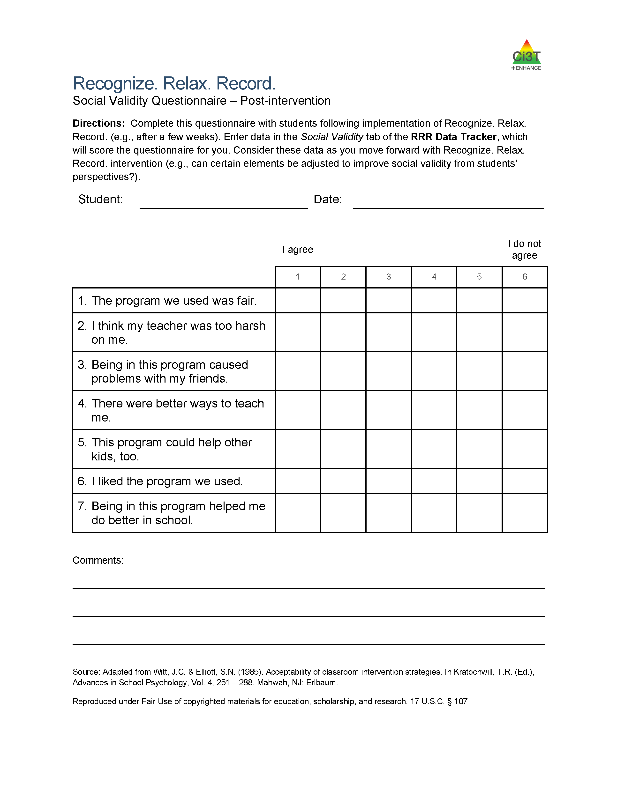 Ci3T
ENHANCE
Recognize. Relax. Record.
Social Validity Questionnaire – Post-intervention
Directions: Complete this questionnaire with students following implementation of Recognize. Relax.
Record. (e.g., after a few weeks). Enter data in the Social Validity tab of the RRR Data Tracker, which
will score the questionnaire for you. Consider these data as you move forward with Recognize. Relax.
Record. intervention (e.g., can certain elements be adjusted to improve social validity from students'
perspectives?).
Student: Date:
I agree
I do not
agree
1 2 3 4 5 6
1. The program we used was fair.
2. I think my teacher was too harsh
on me.
3. Being in this program caused
problems with my friends.
4. There were better ways to teach
me.
5. This program could help other
kids, too.
6. I liked the program we used.
7. Being in this program helped me
do better in school.
Comments:
Source: Adapted from Witt, J.C. & Elliott, S.N. (1985). Acceptability of classroom intervention strategies. In Kratochwill, T.R. (Ed.),
Advances in School Psychology, Vol. 4, 251 – 288. Mahwah, NJ: Erlbaum
Reproduced under Fair Use of copyrighted materials for education, scholarship, and research. 17 U.S.C. § 107